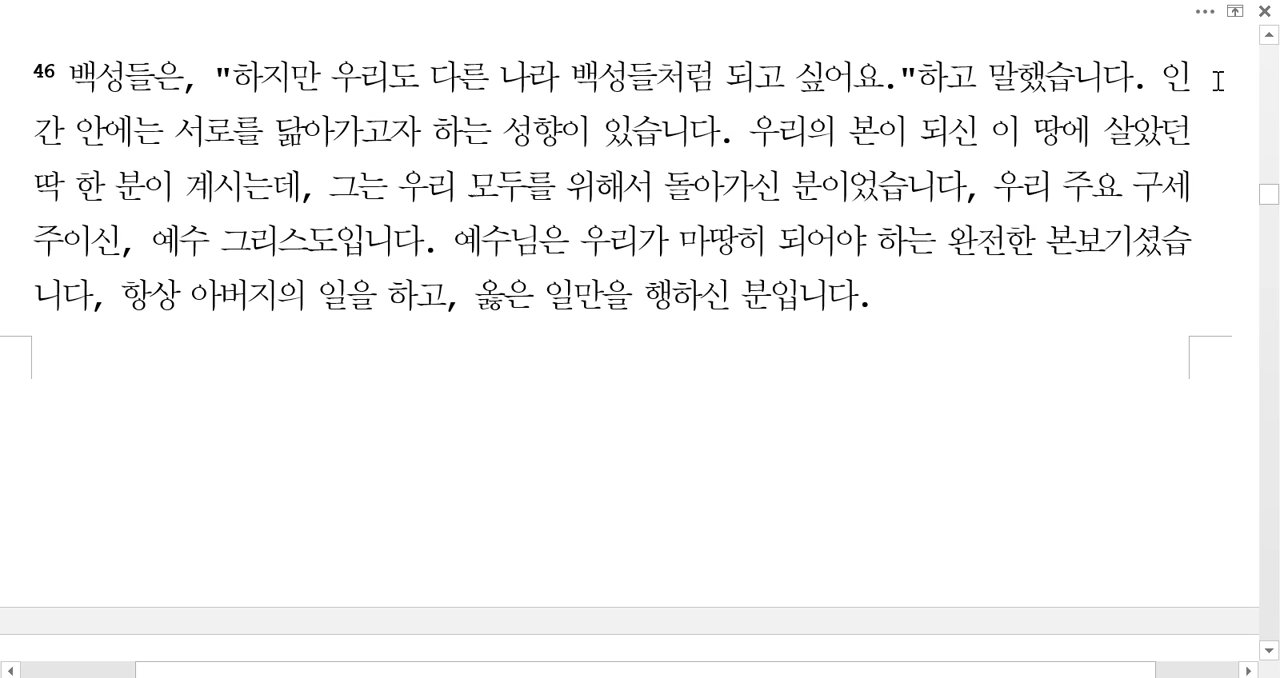 46 백성들은, "하지만 우리도 다른 나라 백성들처럼 되고 싶어요."하고 말했습니다. 인
간 안에는 서로를 닮아가고자 하는 성향이 있습니다. 우리의 본이 되신 이 땅에 살았던
딱 한 분이 계시는데, 그는 우리 모두를 위해서 돌아가신 분이었습니다, 우리 주요 구세
주이신, 예수 그리스도입니다. 예수님은 우리가 마땅히 되어야 하는 완전한 본보기셨습
니다, 항상 아버지의 일을 하고, 옳은 일만을 행하신 분입니다.